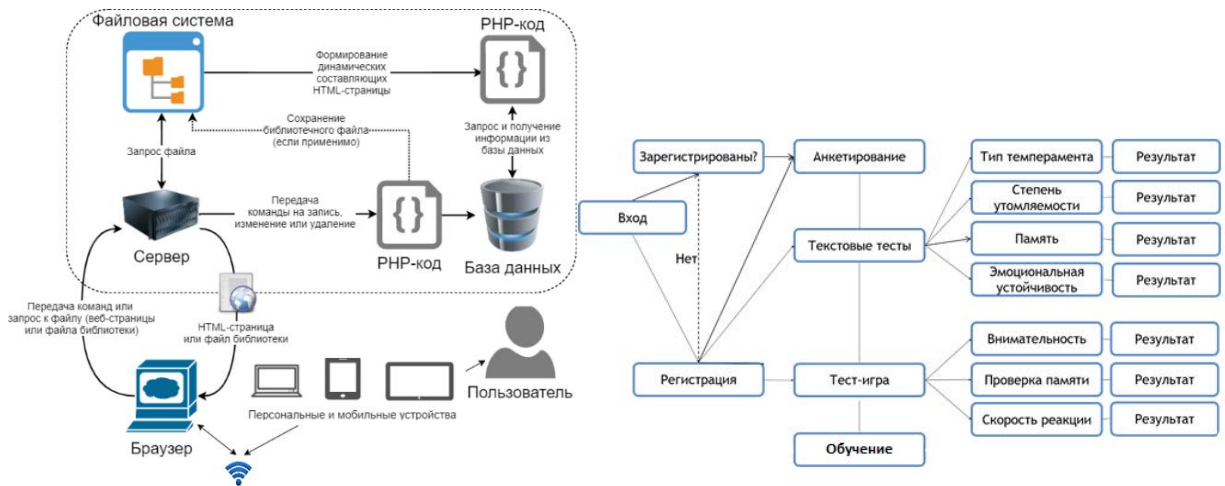 Файловая система
PHP-код
Формирование
динамических
составляющих
HTML-страницы
Сохранение
библиотечного файла
(если применимо)
Запрос и получение
информации из
базы данных
Запрос файла
Передача
команды на запись,
изменение или удаление
Сервер
PHP-код
База данных
Передача команд или
запрос к файлу (веб-страницы
или файла библиотеки)
HTML-страница
или файл библиотеки
Пользователь
Персональные и мобильные устройства
Браузер
Зарегистрированы?
Анкетирование
Тип темперамента
Результат
Степень
утомляемости
Результат
Вход
Текстовые тесты
Память
Результат
Нет
Эмоциональная
устойчивость
Результат
Внимательность
Результат
Регистрация
Тест-игра
Проверка памяти
Результат
Скорость реакции
Результат
Обучение